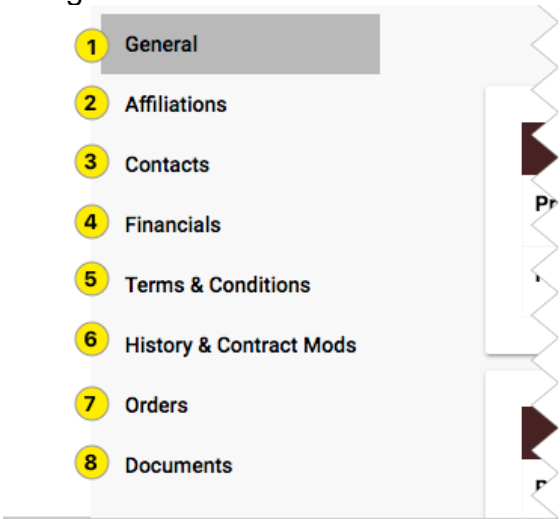 1 General
2 Affiliations
3 Contacts
4 Financials
5 Terms & Conditions
6 History & Contract Mods
7 Orders
8 Documents